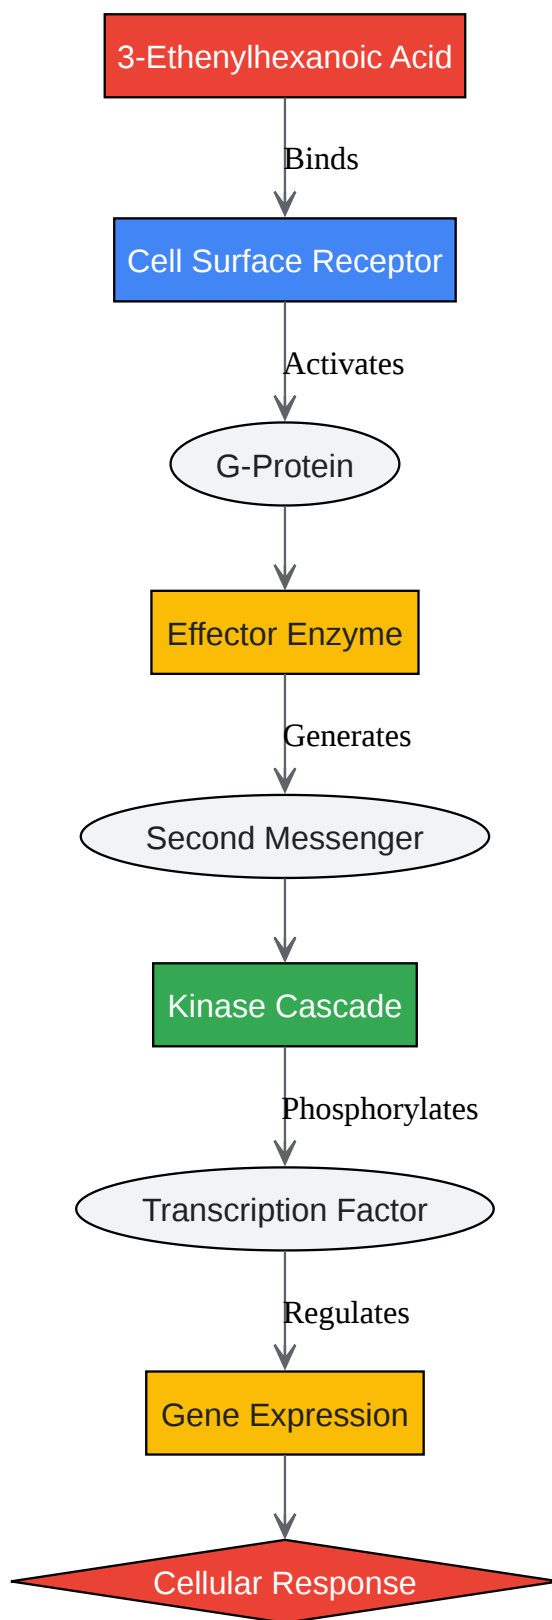 3-Ethenylhexanoic Acid
Binds
Cell Surface Receptor
Activates
G-Protein
Effector Enzyme
Generates
Second Messenger
Kinase Cascade
Phosphorylates
Transcription Factor
Regulates
Gene Expression
Cellular Response